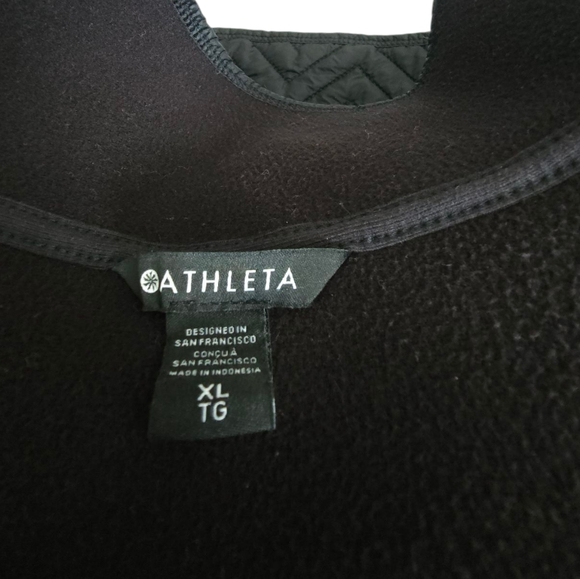 ATHLETA
DESIGNED IN
SAN FRANCISCO
CONÇU À
SAN FRANCISCO
MADE IN INDONESIA
XL
TG